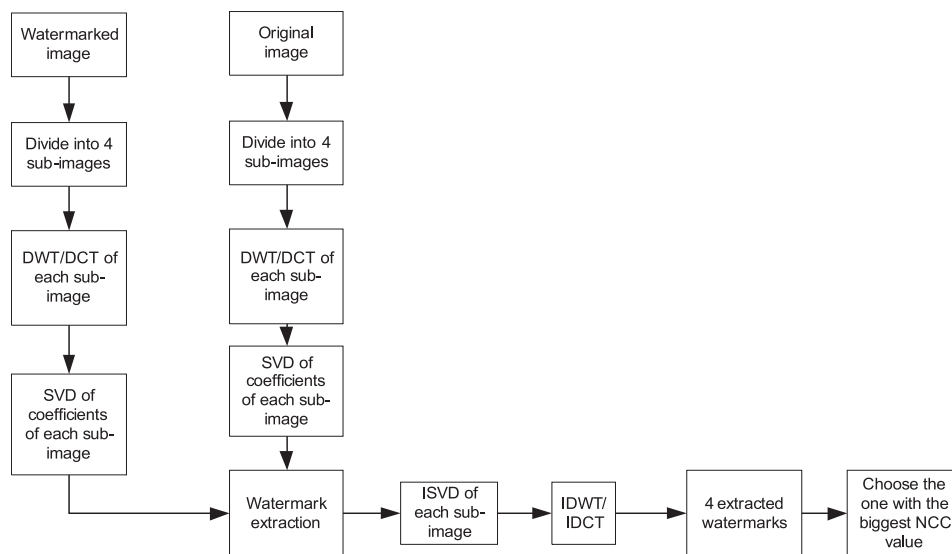 Watermarked
image
Divide into 4
sub-images
DWT/DCT of
each sub-
image
SVD of
coefficients
of each sub-
image
Original
image
Divide into 4
sub-images
DWT/DCT of
each sub-
image
SVD of
coefficients
of each sub-
image
Watermark
extraction
ISVD of
each sub-
image
IDWT/
IDCT
4 extracted
watermarks
Choose the
one with the
biggest NCC
value